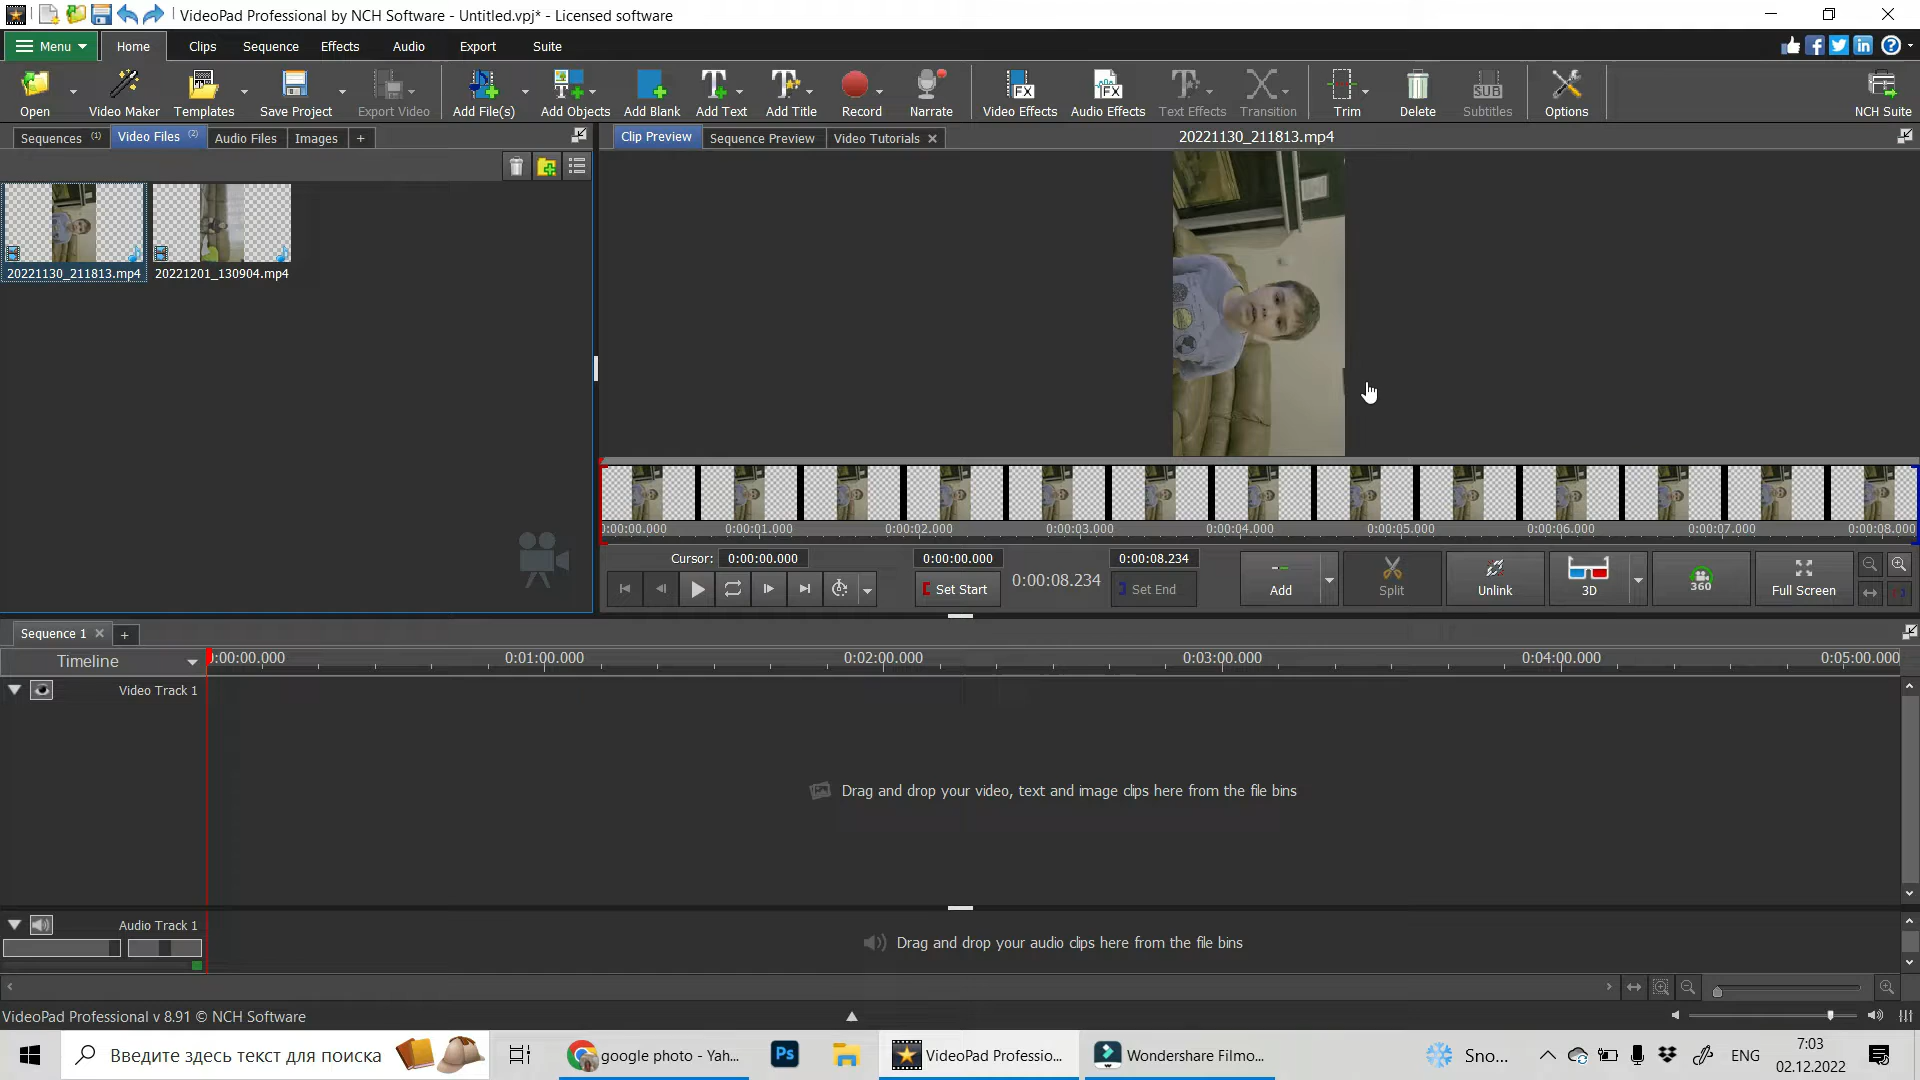 VideoPad Professional by NCH Software - Untitled.vpj* - Licensed software
Menu Home Clips Sequence Effects Audio Export Suite
Open Video Maker Templates Save Project Export Video Add File(s) Add Objects Add Blank Add Text Add Title Record Narrate Video Effects Audio Effects Text Effects Transition Trim Delete Subtitles Options NCH Suite
Sequences (1) Video Files (2) Audio Files Images +
Clip Preview Sequence Preview Video Tutorials 20221130_211813.mp4
20221130_211813.mp4 20221201_130904.mp4
0:00:00.000 0:00:01.000 0:00:02.000 0:00:03.000 0:00:04.000 0:00:05.000 0:00:06.000 0:00:07.000 0:00:08.000
Cursor: 0:00:00.000 0:00:00.000 0:00:08.234 0:00:08.234
Set Start Set End
Add Split Unlink 3D 360 Full Screen
Sequence 1 +
Timeline 0:00:00.000 0:01:00.000 0:02:00.000 0:03:00.000 0:04:00.000 0:05:00.000
Video Track 1
Drag and drop your video, text and image clips here from the file bins
Audio Track 1
Drag and drop your audio clips here from the file bins
VideoPad Professional v 8.91 © NCH Software
Введите здесь текст для поиска
google photo - Yah...
Ps
VideoPad Professio...
Wondershare Filmo...
Sno...
ENG
7:03
02.12.2022